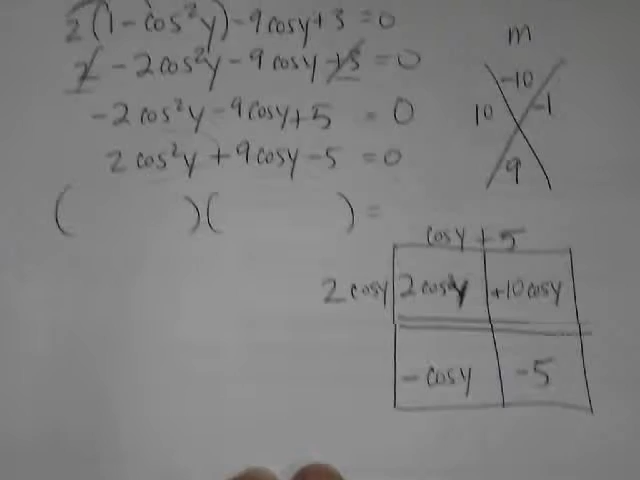 2(1-cos²y)-9cosy+3=0
2-2cos²y-9cosy+3=0
-2cos²y-9cosy+5=0
2cos²y+9cosy-5=0
( )( )=
m
-10
10 -1
9
cosy+5
2cosy 2cos²y +10cosy
-cosy -5